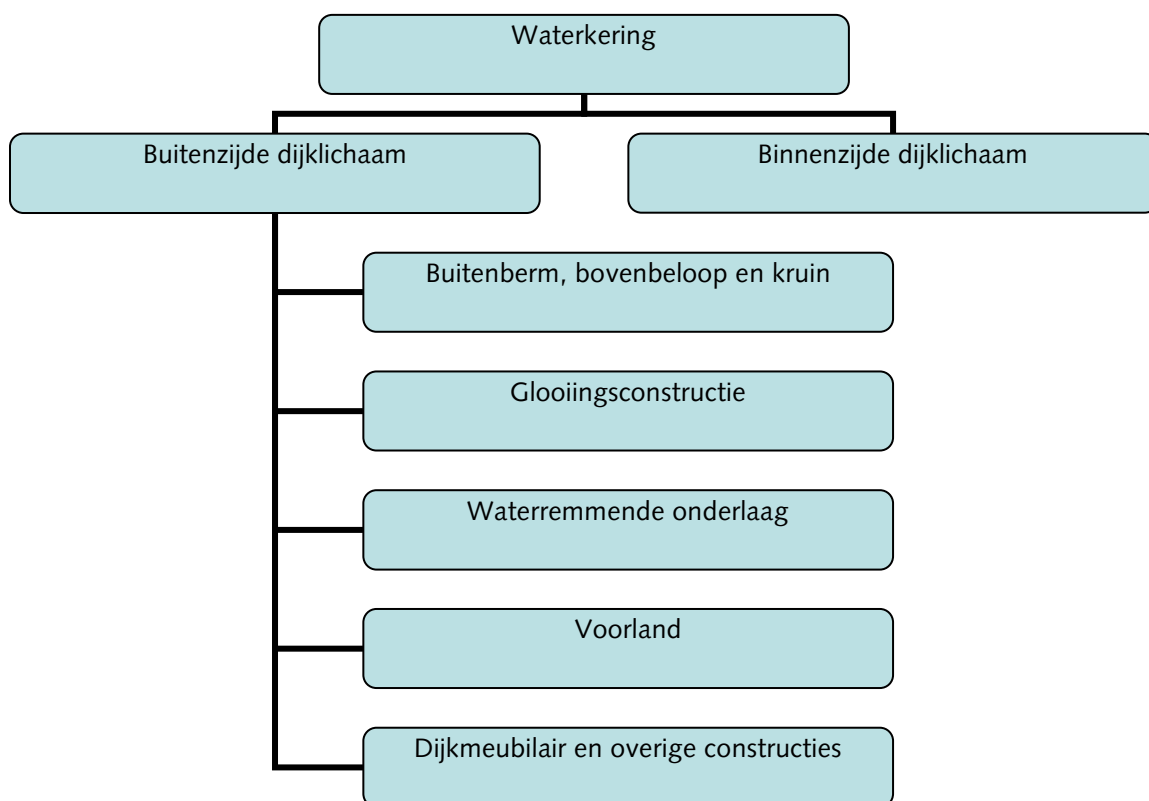 Waterkering
Buitenzijde dijklichaam
Binnenzijde dijklichaam
Buitenberm, bovenbeloop en kruin
Glooiingsconstructie
Waterremmende onderlaag
Voorland
Dijkmeubilair en overige constructies